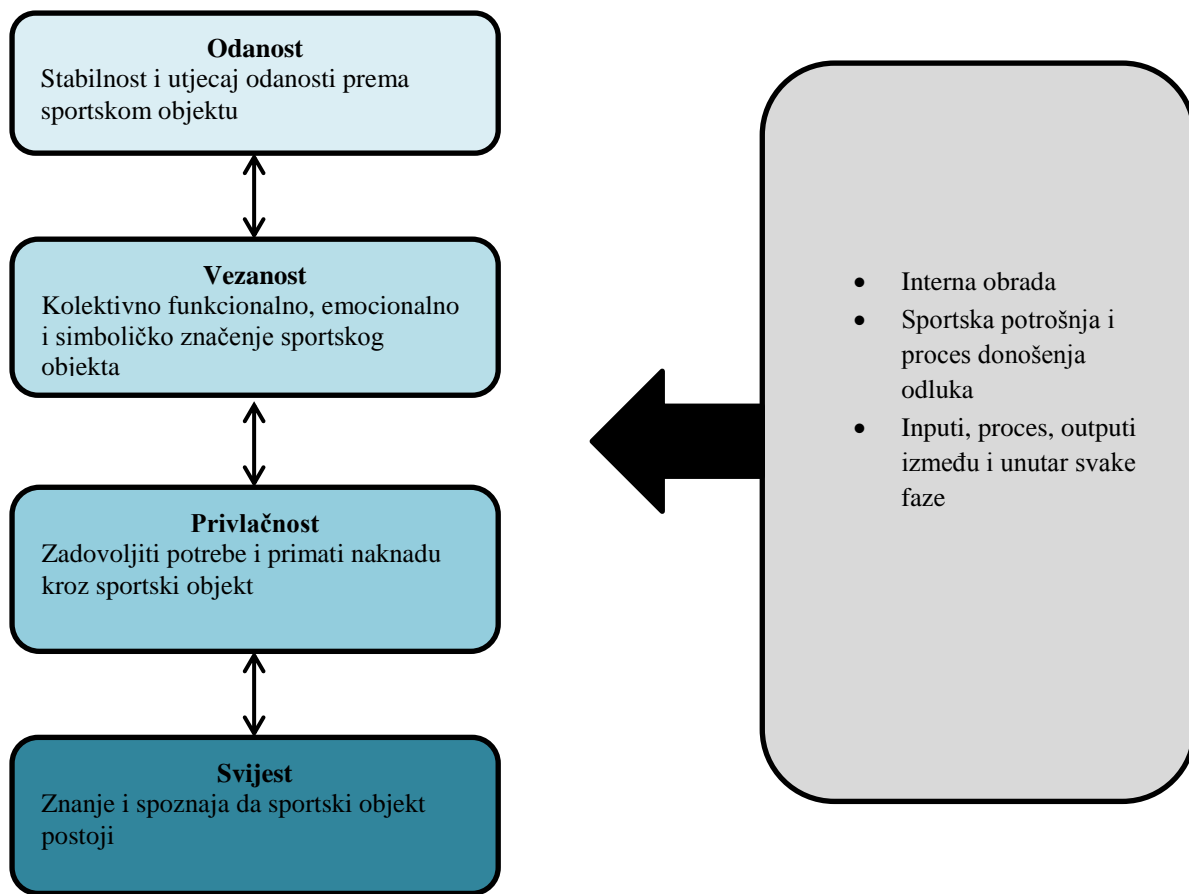 Odanost
Stabilnost i utjecaj odanosti prema
sportskom objektu
Vezanost
Kolektivno funkcionalno, emocionalno
i simboličko značenje sportskog
objekta
Privlačnost
Zadovoljiti potrebe i primati naknadu
kroz sportski objekt
Svijest
Znanje i spoznaja da sportski objekt
postoji
• Interna obrada
• Sportska potrošnja i
proces donošenja
odluka
• Inputi, proces, outputi
između i unutar svake
faze